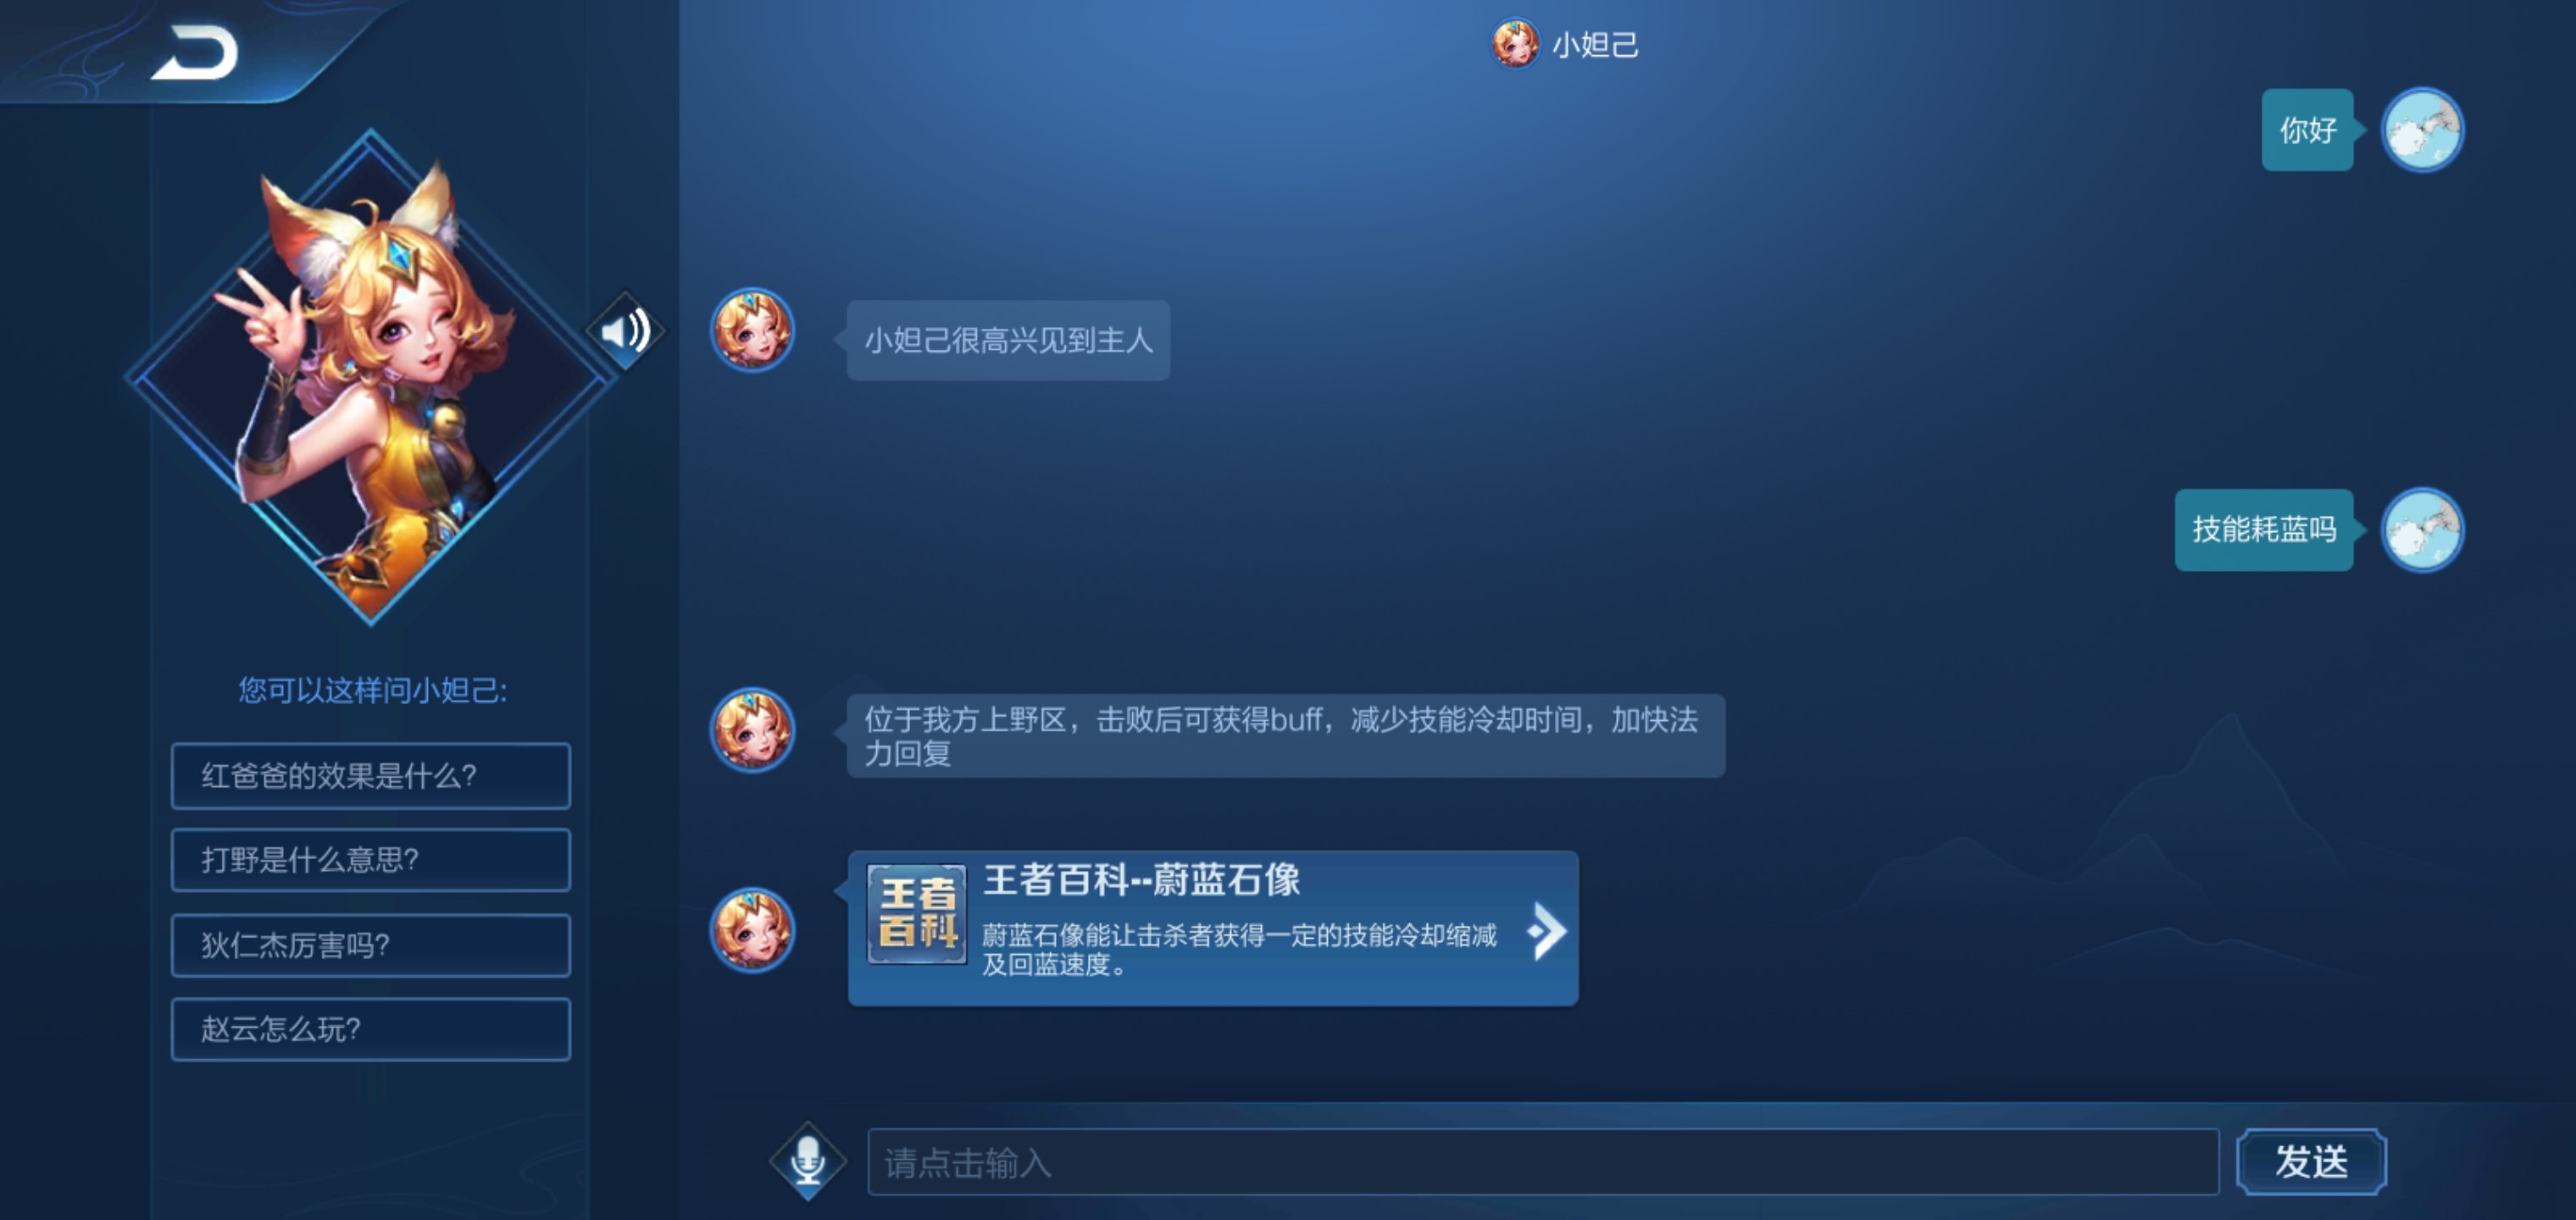 小妲己
你好
小妲己很高兴见到主人
技能耗蓝吗
位于我方上野区，击败后可获得buff，减少技能冷却时间，加快法
力回复
王者
百科
王者百科--蔚蓝石像
蔚蓝石像能让击杀者获得一定的技能冷却缩减
及回蓝速度。
您可以这样问小妲己:
红爸爸的效果是什么?
打野是什么意思?
狄仁杰厉害吗?
赵云怎么玩?
请点击输入
发送